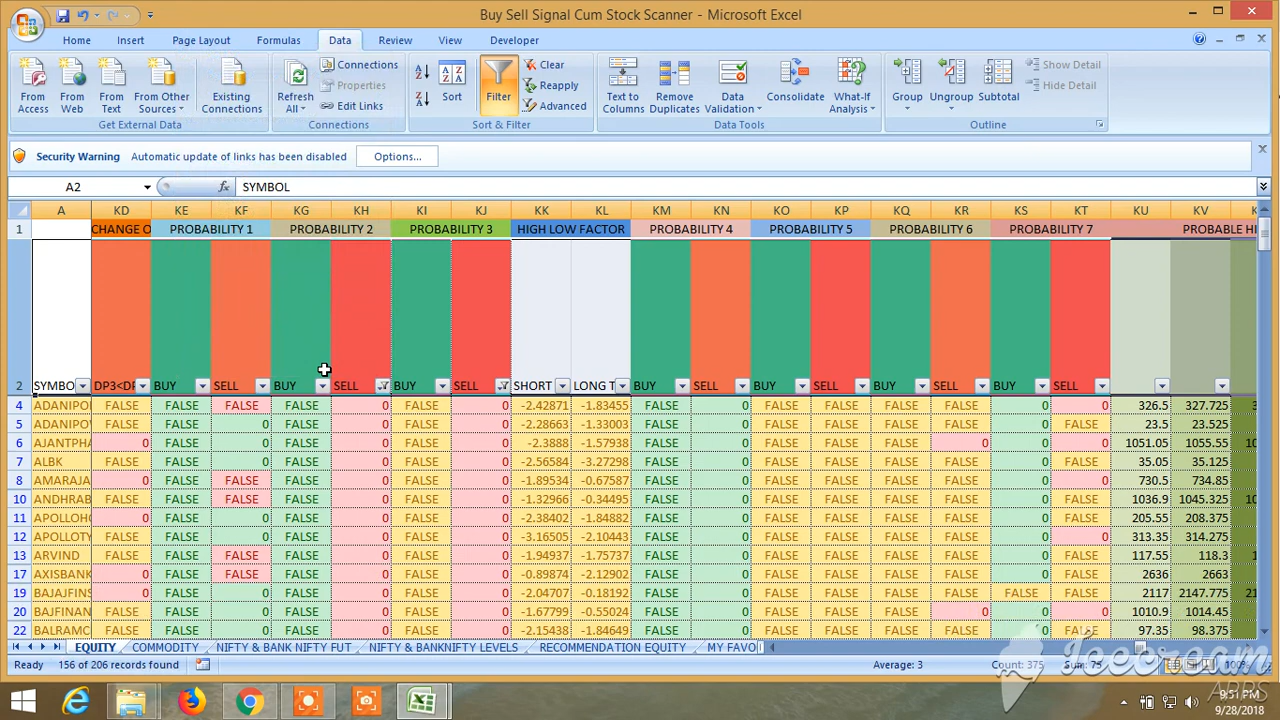 Buy Sell Signal Cum Stock Scanner - Microsoft Excel
Home Insert Page Layout Formulas Data Review View Developer
From Access From Web From Text From Other Sources Existing Connections Refresh All Connections Properties Edit Links Sort Filter Clear Reapply Advanced Text to Columns Remove Duplicates Data Validation Consolidate What-If Analysis Group Ungroup Subtotal Show Detail Hide Detail
Get External Data Connections Sort & Filter Data Tools Outline
Security Warning Automatic update of links has been disabled Options...
A2 fx SYMBOL
A KD KE KF KG KH KI KJ KK KL KM KN KO KP KQ KR KS KT KU KV
1 CHANGE O PROBABILITY 1 PROBABILITY 2 PROBABILITY 3 HIGH LOW FACTOR PROBABILITY 4 PROBABILITY 5 PROBABILITY 6 PROBABILITY 7 PROBABLE HI
2 SYMBO DP3<DP BUY SELL BUY SELL BUY SELL SHORT LONG T BUY SELL BUY SELL BUY SELL BUY SELL
4 ADANIPO FALSE FALSE FALSE FALSE 0 FALSE 0 -2.42871 -1.83455 FALSE 0 FALSE FALSE FALSE FALSE 0 0 326.5 327.725
5 ADANIPO FALSE FALSE FALSE FALSE 0 FALSE 0 -2.28663 -1.33003 FALSE 0 FALSE FALSE FALSE FALSE 0 FALSE 23.5 23.525
6 AJANTPHA 0 FALSE 0 FALSE 0 FALSE 0 -2.3888 -1.57938 FALSE 0 FALSE FALSE FALSE 0 0 0 1051.05 1055.55
7 ALBK FALSE FALSE 0 FALSE 0 FALSE 0 -2.56584 -3.27298 FALSE 0 FALSE FALSE FALSE FALSE 0 FALSE 35.05 35.125
8 AMARAJA 0 FALSE FALSE FALSE 0 FALSE 0 -1.89534 -0.67587 FALSE 0 FALSE FALSE FALSE FALSE 0 0 730.5 734.85
10 ANDHRAB FALSE FALSE FALSE FALSE 0 FALSE 0 -1.32966 -0.34495 FALSE 0 FALSE FALSE FALSE FALSE 0 FALSE 1036.9 1045.325
11 APOLLOHO 0 FALSE 0 FALSE 0 FALSE 0 -2.38402 -1.84882 FALSE 0 FALSE FALSE FALSE FALSE 0 FALSE 205.55 208.375
12 APOLLOTY FALSE FALSE 0 FALSE 0 FALSE 0 -3.16505 -2.10443 FALSE 0 FALSE FALSE FALSE FALSE 0 0 313.35 314.275
13 ARVIND FALSE FALSE FALSE FALSE 0 FALSE 0 -1.94937 -1.75737 FALSE 0 FALSE FALSE FALSE FALSE 0 FALSE 117.55 118.3
17 AXISBANK 0 FALSE FALSE FALSE 0 FALSE 0 -0.89874 -2.12902 FALSE 0 FALSE FALSE FALSE FALSE 0 FALSE 2636 2663
19 BAJAJFINS 0 FALSE 0 FALSE 0 FALSE 0 -2.04707 -0.18192 FALSE 0 FALSE FALSE FALSE FALSE FALSE FALSE 2117 2147.775
20 BAJFINAN FALSE FALSE 0 FALSE 0 FALSE 0 -1.67799 -0.55024 FALSE 0 FALSE FALSE FALSE 0 0 0 1010.9 1014.45
22 BALRAMC FALSE FALSE 0 FALSE 0 FALSE 0 -2.15438 -1.84649 FALSE 0 FALSE FALSE FALSE FALSE 0 FALSE 97.35 98.375
EQUITY COMMODITY NIFTY & BANK NIFTY FUT NIFTY & BANKNIFTY LEVELS RECOMMENDATION EQUITY MY FAVO
Ready 156 of 206 records found Average: 3 Count: 375 Sum: 75 100%
Icecream
APPS
9:51 PM
9/28/2018